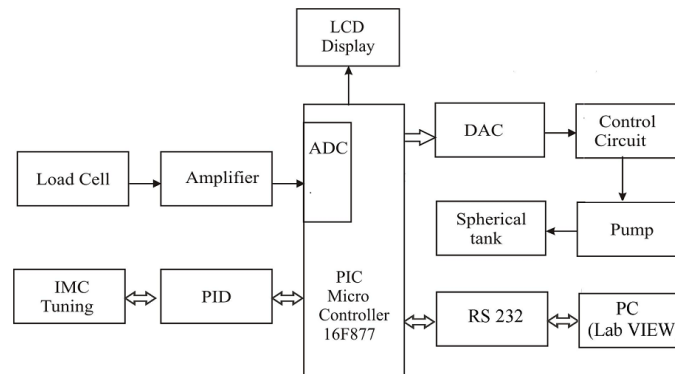 LCD
Display
ADC
DAC
Control
Circuit
Load Cell
Amplifier
Spherical
tank
Pump
IMC
Tuning
PID
PIC
Micro
Controller
16F877
RS 232
PC
(Lab VIEW